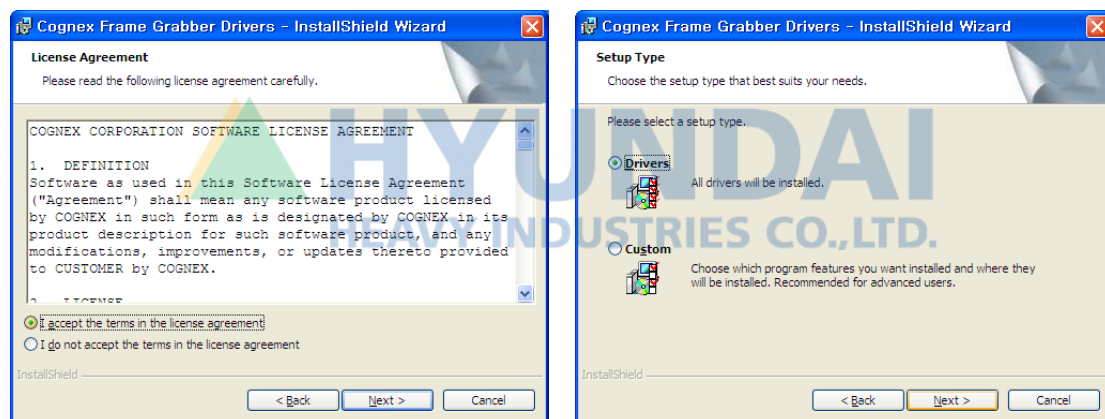 Cognex Frame Grabber Drivers - InstallShield Wizard
License Agreement
Please read the following license agreement carefully.
COGNEX CORPORATION SOFTWARE LICENSE AGREEMENT
1. DEFINITION
Software as used in this Software License Agreement
("Agreement") shall mean any software product licensed
by COGNEX in such form as is designated by COGNEX in its
product description for such software product, and any
modifications, improvements, or updates thereto provided
to CUSTOMER by COGNEX.
2. LICENSE
I accept the terms in the license agreement
I do not accept the terms in the license agreement
InstallShield
< Back
Next >
Cancel
Cognex Frame Grabber Drivers - InstallShield Wizard
Setup Type
Choose the setup type that best suits your needs.
Please select a setup type.
Drivers
All drivers will be installed.
Custom
Choose which program features you want installed and where they
will be installed. Recommended for advanced users.
InstallShield
< Back
Next >
Cancel
HYUNDAI
HEAVY INDUSTRIES CO.,LTD.